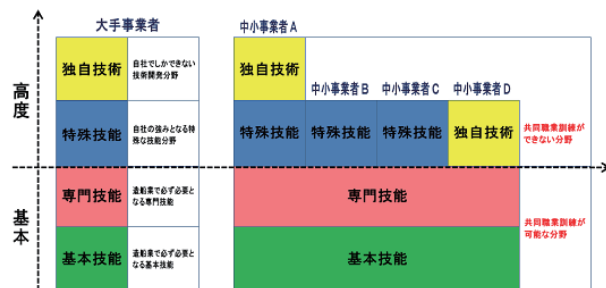 大手事業者
中小事業者A
独自技術
自社でしかできない
技術開発分野
独自技術
高度
中小事業者B
中小事業者C
中小事業者D
特殊技能
自社の強みとなる特
殊な技能分野
特殊技能
特殊技能
特殊技能
独自技術
共同職業訓練が
できない分野
専門技能
造船業で必ず必要と
なる専門技能
専門技能
基本
共同職業訓練が
可能な分野
基本技能
造船業で必ず必要と
なる基本技能
基本技能